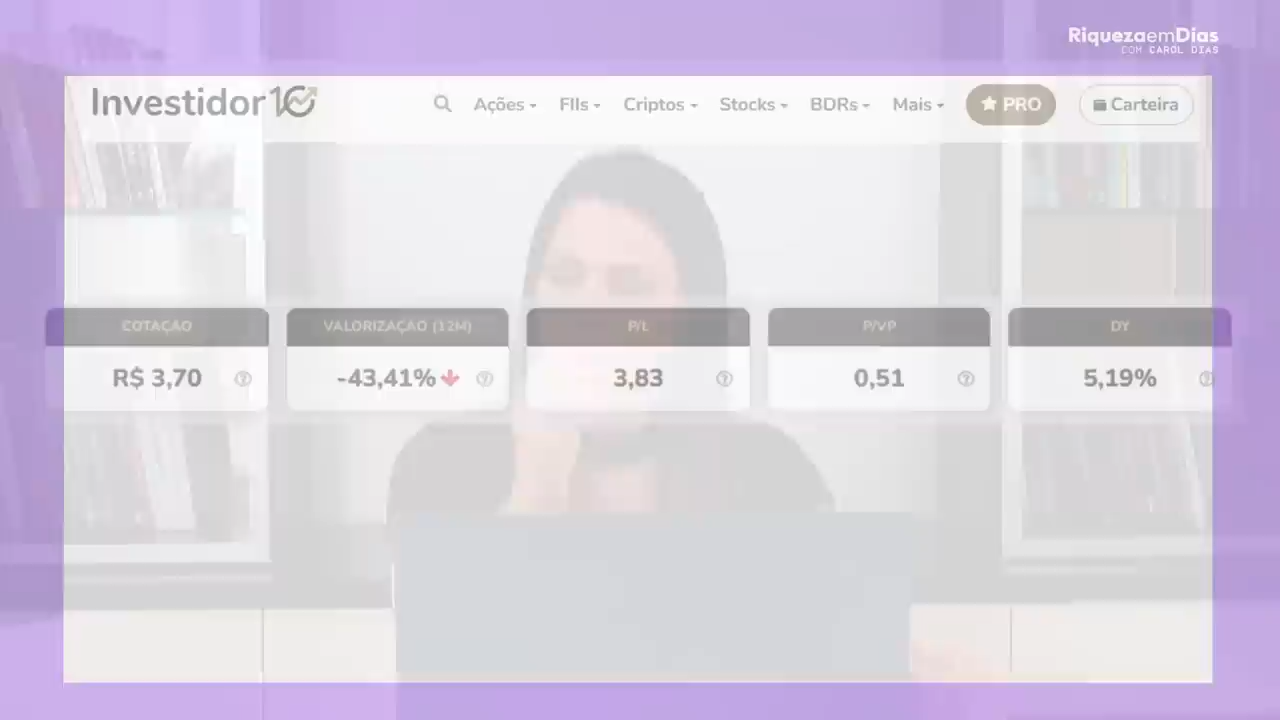 RiquezaemDias
COM CAROL DIAS
Investidor10
Ações FIIs Criptos Stocks BDRs Mais PRO Carteira
COTAÇÃO VALORIZAÇÃO (12M) P/L P/VP DY
R$ 3,70 -43,41% 3,83 0,51 5,19%